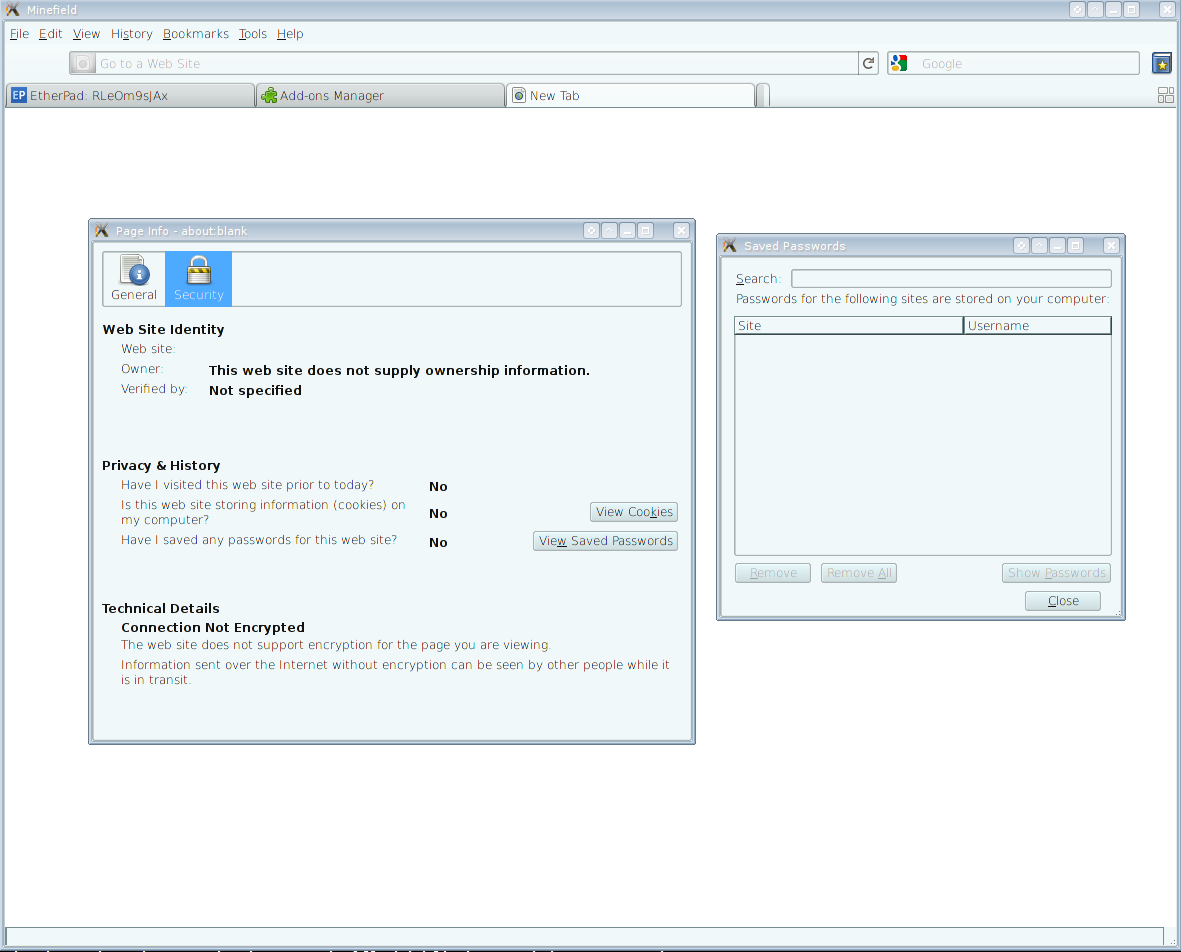 Minefield
File Edit View History Bookmarks Tools Help
Go to a Web Site
Google
EP EtherPad: RLeOm9sJAx
Add-ons Manager
New Tab
Page Info - about:blank
General
Security
Web Site Identity
Web site:
Owner: This web site does not supply ownership information.
Verified by: Not specified
Privacy & History
Have I visited this web site prior to today? No
Is this web site storing information (cookies) on
my computer? No
View Cookies
Have I saved any passwords for this web site? No
View Saved Passwords
Technical Details
Connection Not Encrypted
The web site does not support encryption for the page you are viewing.
Information sent over the Internet without encryption can be seen by other people while it
is in transit.
Saved Passwords
Search:
Passwords for the following sites are stored on your computer:
Site Username
Remove Remove All Show Passwords
Close